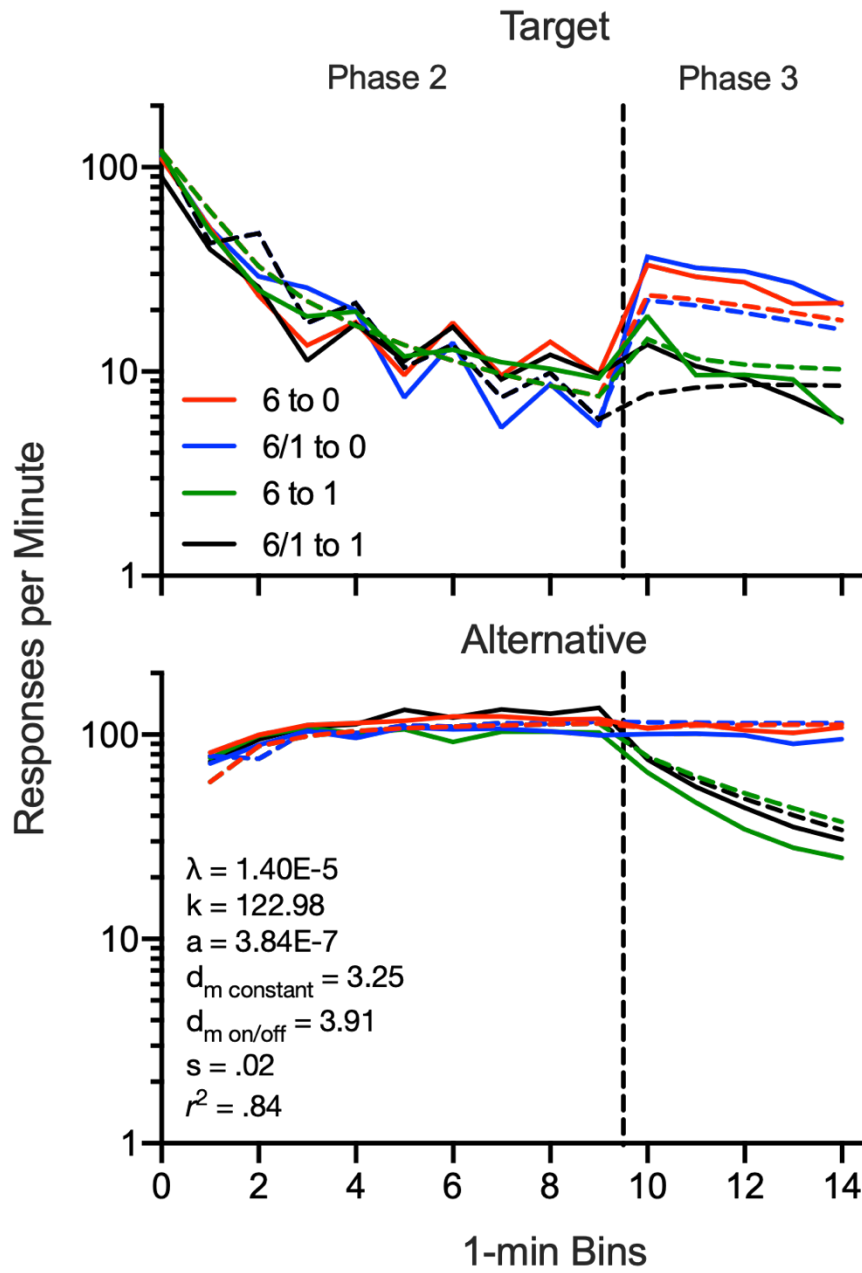 Target
Phase 2
Phase 3
100
10
1
6 to 0
6/1 to 0
6 to 1
6/1 to 1
Responses per Minute
Alternative
100
10
1
λ = 1.40E-5
k = 122.98
a = 3.84E-7
dm constant = 3.25
dm on/off = 3.91
s = .02
r² = .84
0 2 4 6 8 10 12 14
1-min Bins